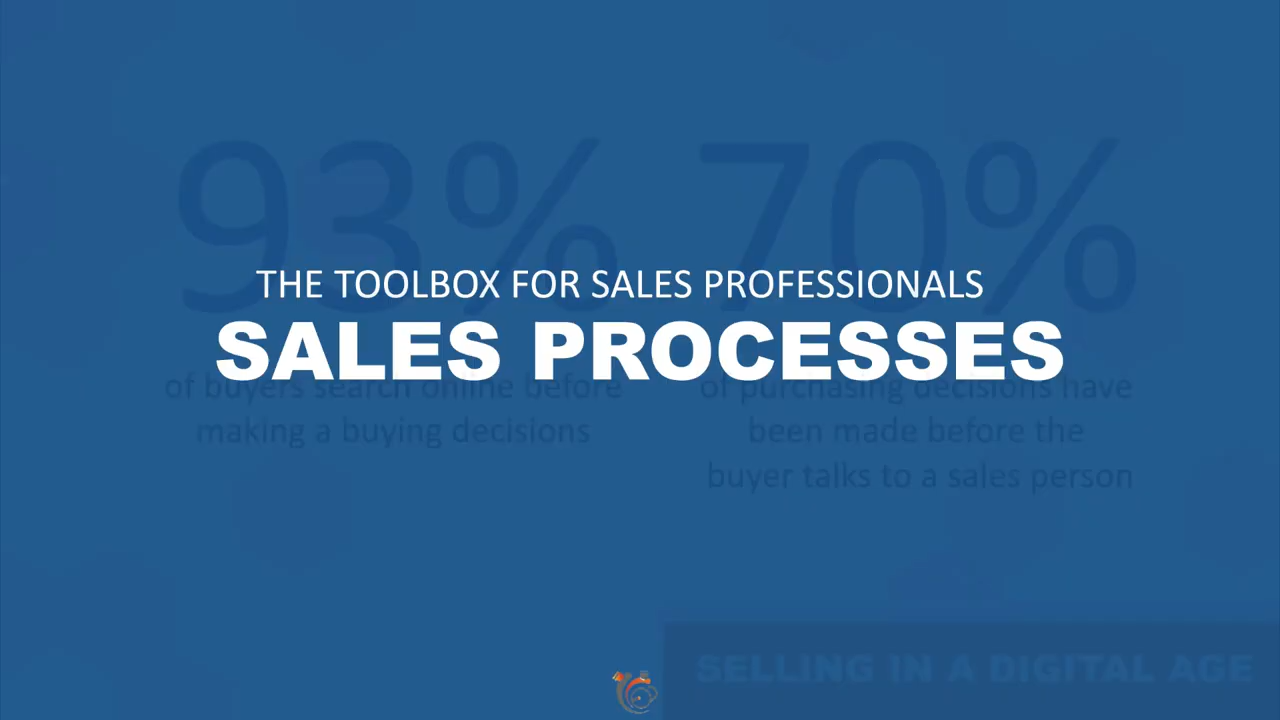 93% 70%
THE TOOLBOX FOR SALES PROFESSIONALS
SALES PROCESSES
of buyers search online before
making a buying decisions
of purchasing decisions have
been made before the
buyer talks to a sales person
SELLING IN A DIGITAL AGE